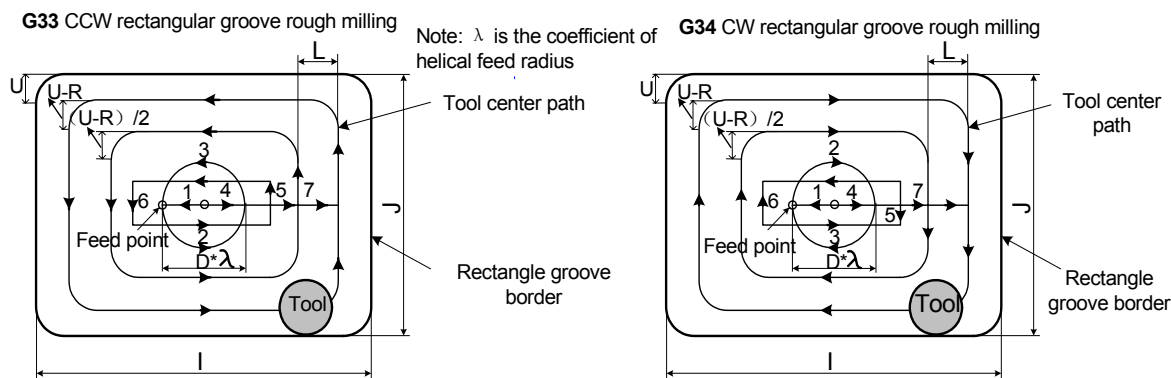 G33 CCW rectangular groove rough milling
Note: λ is the coefficient of
helical feed radius
L
U
U-R
(U-R) /2
Tool center
path
3
1
4
5
7
6
2
Feed point
D*λ
J
Rectangle groove
border
Tool
I
G34 CW rectangular groove rough milling
L
U
U-R
(U-R) /2
Tool center
path
2
1
4
7
6
5
3
Feed point
D*λ
J
Rectangle
groove border
Tool
I